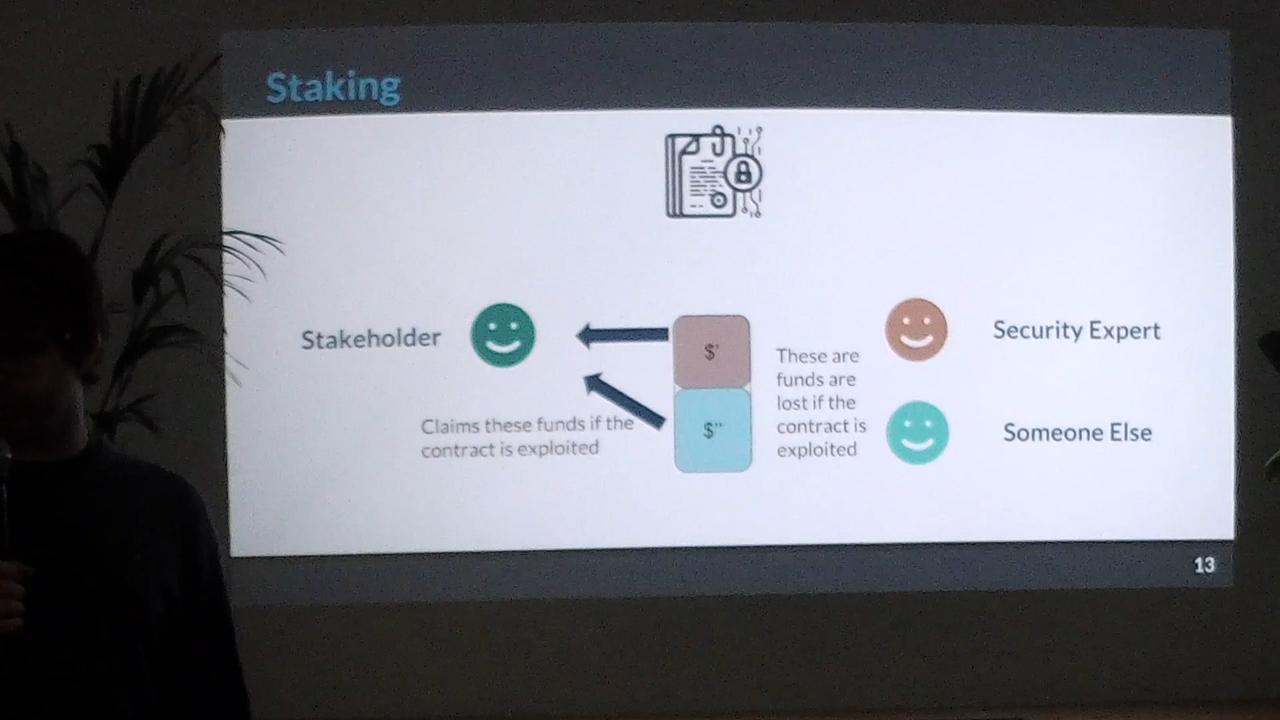 Staking
Stakeholder
Claims these funds if the
contract is exploited
$'
$''
These are
funds are
lost if the
contract is
exploited
Security Expert
Someone Else
13